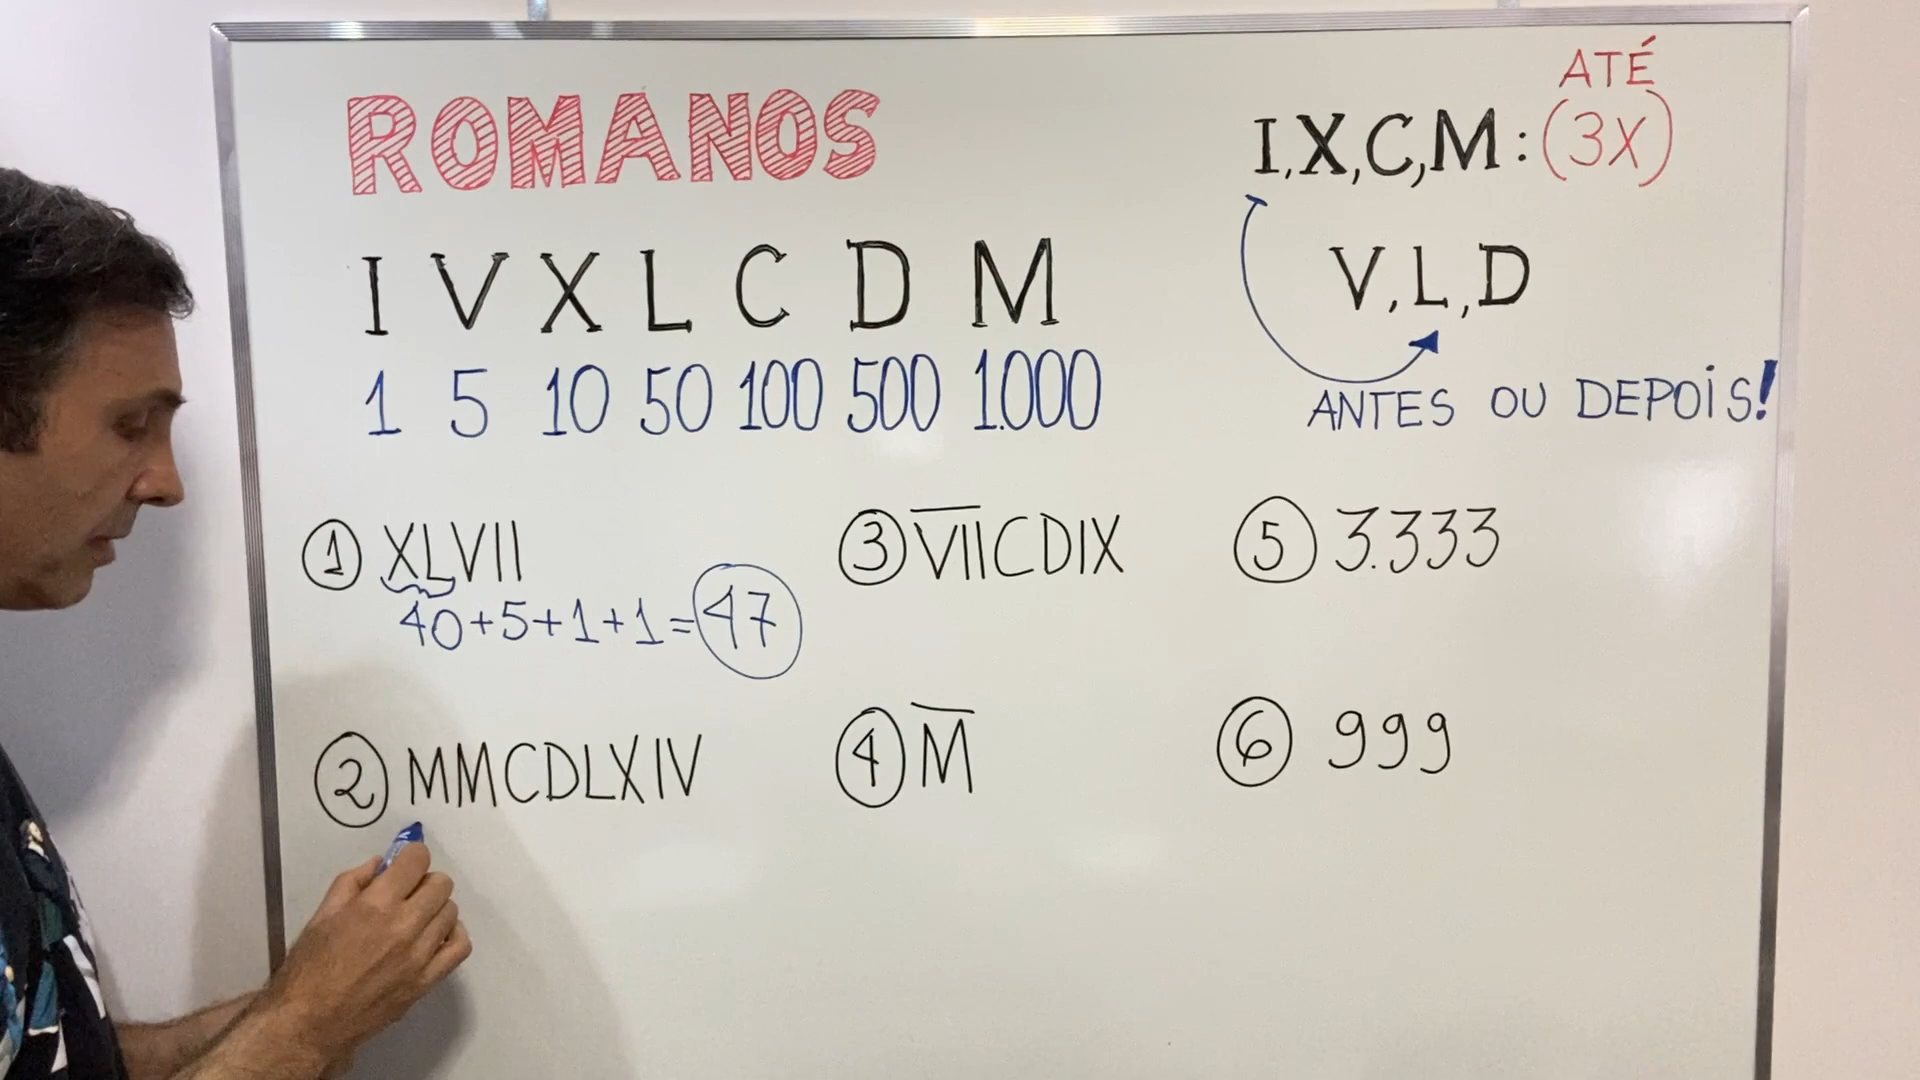 ROMANOS
I V X L C D M
1 5 10 50 100 500 1.000
ATÉ
I,X,C,M:(3X)
V,L,D
ANTES OU DEPOIS!
① XLVII
40+5+1+1=47
② MMCDLXIV
③ V̅I̅I̅CDIX
④ M̅
⑤ 3.333
⑥ 999